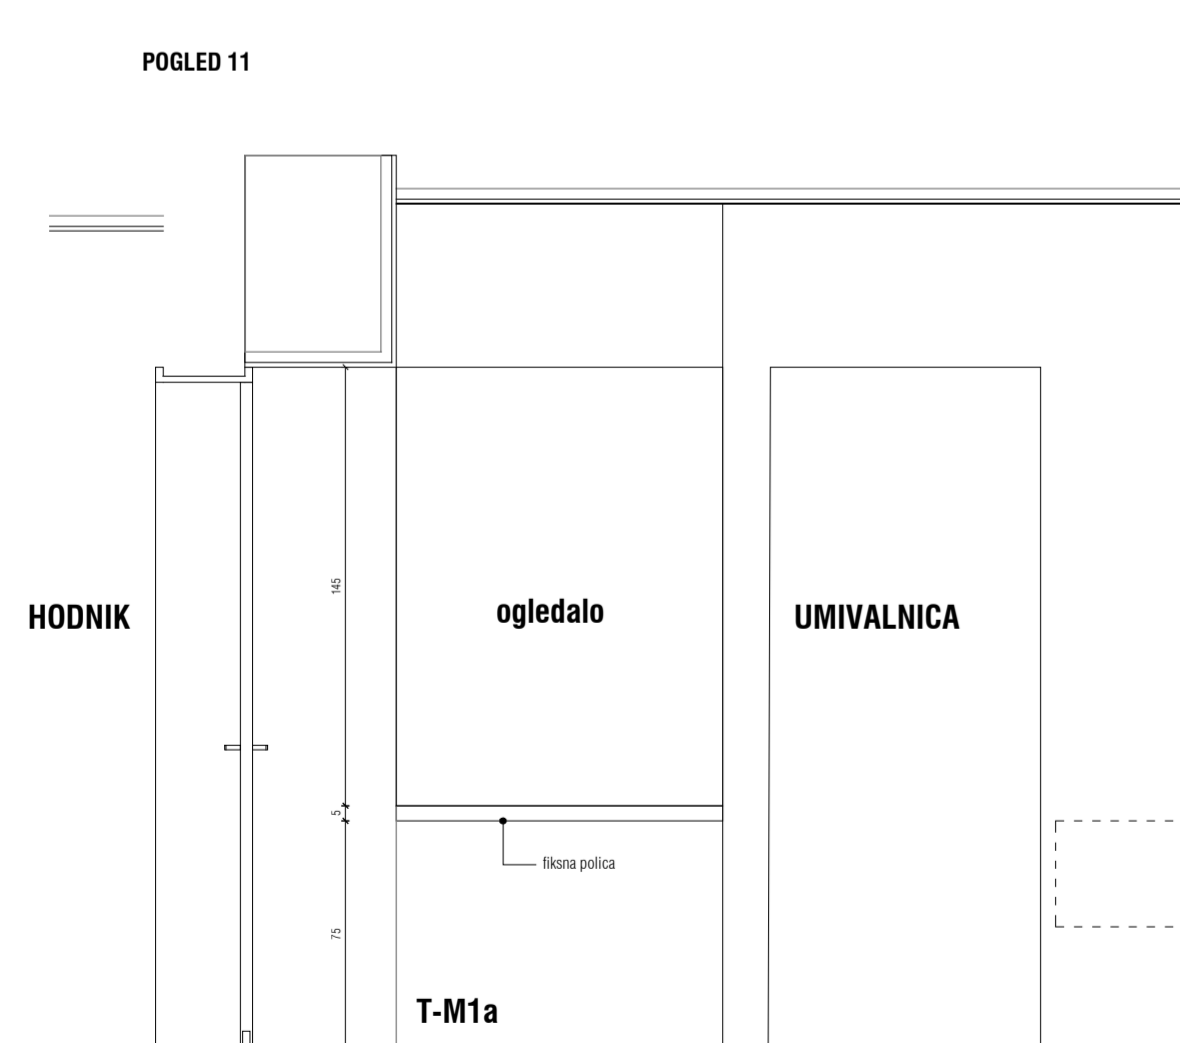 POGLED 11
145
HODNIK
ogledalo
UMIVALNICA
5
fiksna polica
75
T-M1a